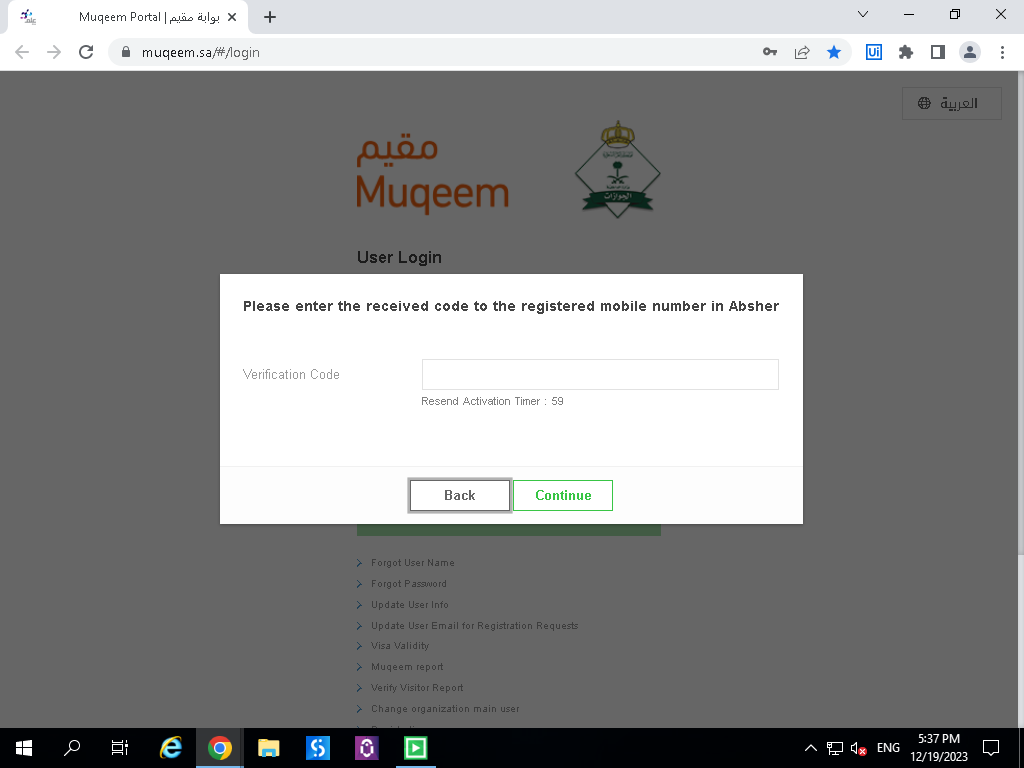 Muqeem Portal | بوابة مقيم
muqeem.sa/#/login
Ui
العربية
مقيم
Muqeem
الجوازات
User Login
Please enter the received code to the registered mobile number in Absher
Verification Code
Resend Activation Timer : 59
Back
Continue
Forgot User Name
Forgot Password
Update User Info
Update User Email for Registration Requests
Visa Validity
Muqeem report
Verify Visitor Report
Change organization main user
ENG
5:37 PM
12/19/2023